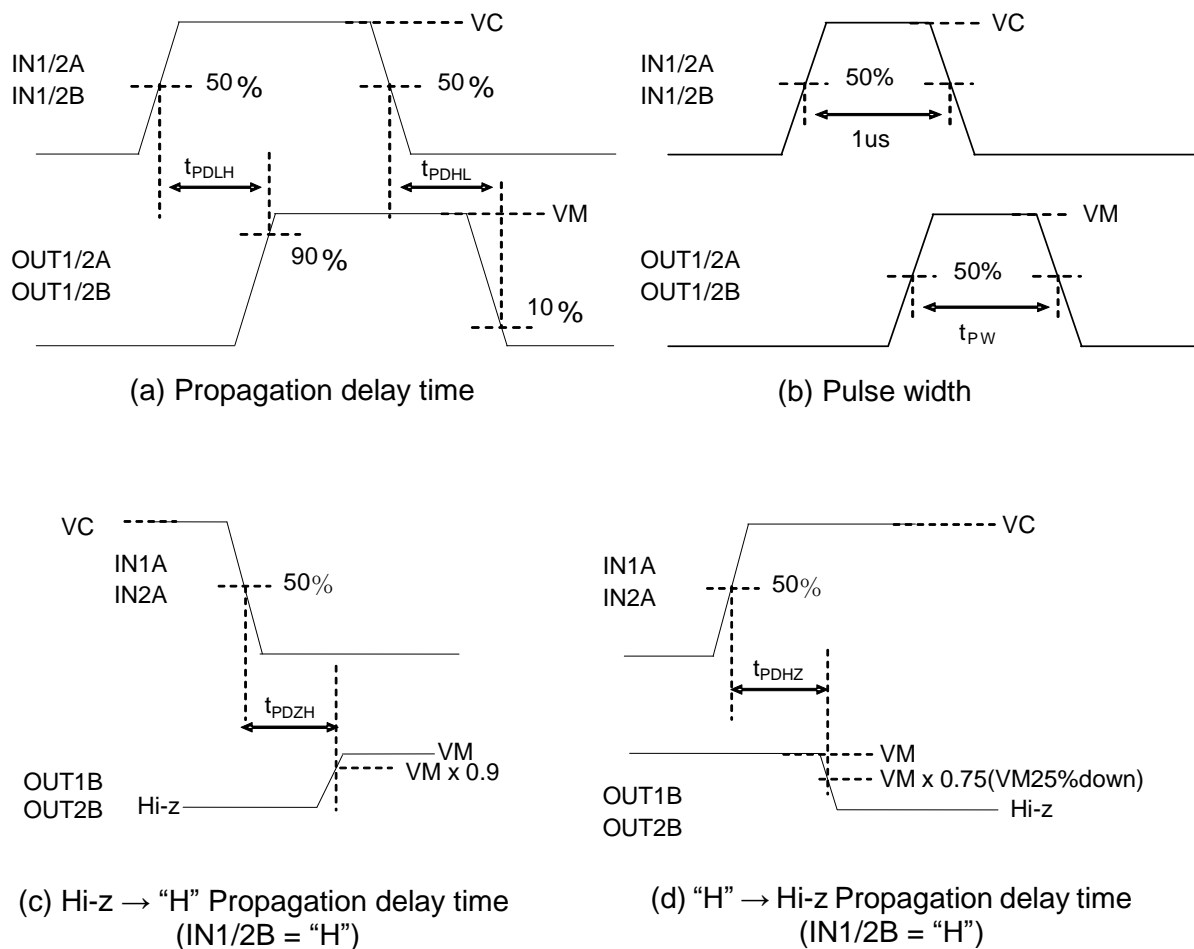 VC
IN1/2A
IN1/2B
50%
50%
tPDLH
tPDHL
VM
OUT1/2A
OUT1/2B
90%
10%
(a) Propagation delay time
VC
IN1/2A
IN1/2B
50%
1us
VM
OUT1/2A
OUT1/2B
50%
tPW
(b) Pulse width
VC
IN1A
IN2A
50%
tPDZH
VM
VM x 0.9
OUT1B
OUT2B
Hi-z
(c) Hi-z → “H” Propagation delay time
(IN1/2B = “H”)
VC
IN1A
IN2A
50%
tPDHZ
VM
VM x 0.75(VM25%down)
OUT1B
OUT2B
Hi-z
(d) “H” → Hi-z Propagation delay time
(IN1/2B = “H”)